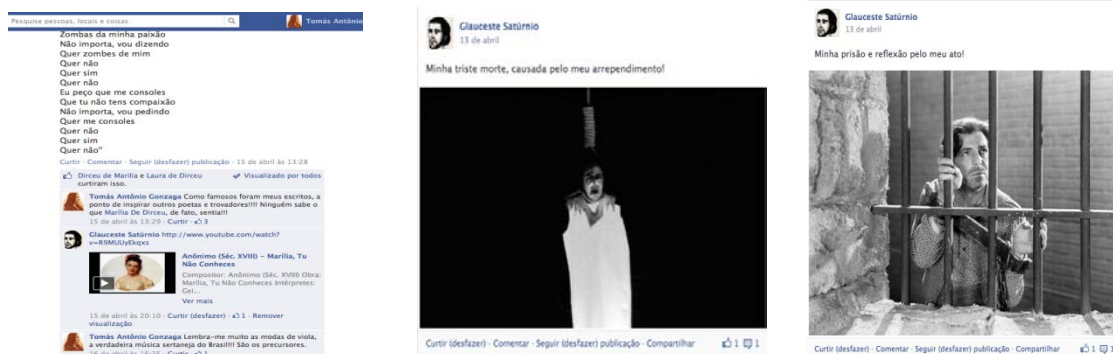 Pesquise pessoas, locais e coisas
Tomás Antônio
Zombas da minha paixão
Não importa, vou dizendo
Quer zombes de mim
Quer não
Quer sim
Quer não
Eu peço que me consoles
Que tu não tens compaixão
Não importa, vou pedindo
Quer me consoles
Quer não
Quer sim
Quer não"
Curtir · Comentar · Seguir (desfazer) publicação · 15 de abril às 13:28
Dirceu de Marília e Laura de Dirceu
curtiram isso.
Visualizado por todos
Tomás Antônio Gonzaga Como famosos foram meus escritos, a
ponto de inspirar outros poetas e trovadores!!!! Ninguém sabe o
que Marília De Dirceu, de fato, sentia!!!
15 de abril às 13:29 · Curtir · 3
Glauceste Satúrnio http://www.youtube.com/watch?
v=R9MUUyEkqxs
Anônimo (Séc. XVIII) – Marília, Tu
Não Conheces
Compositor: Anônimo (Séc. XVIII) Obra:
Marília, Tu Não Conheces Intérpretes:
Gel...
Ver mais
15 de abril às 20:10 · Curtir (desfazer) · 1 · Remover
visualização
Tomás Antônio Gonzaga Lembra-me muito as modas de viola,
a verdadeira música sertaneja do Brasil!!! São os precursores.
16 de abril às 16:35 · Curtir · 1
Glauceste Satúrnio
13 de abril
Minha triste morte, causada pelo meu arrependimento!
Curtir (desfazer) · Comentar · Seguir (desfazer) publicação · Compartilhar
1 1
Glauceste Satúrnio
13 de abril
Minha prisão e reflexão pelo meu ato!
Curtir (desfazer) · Comentar · Seguir (desfazer) publicação · Compartilhar
1 1